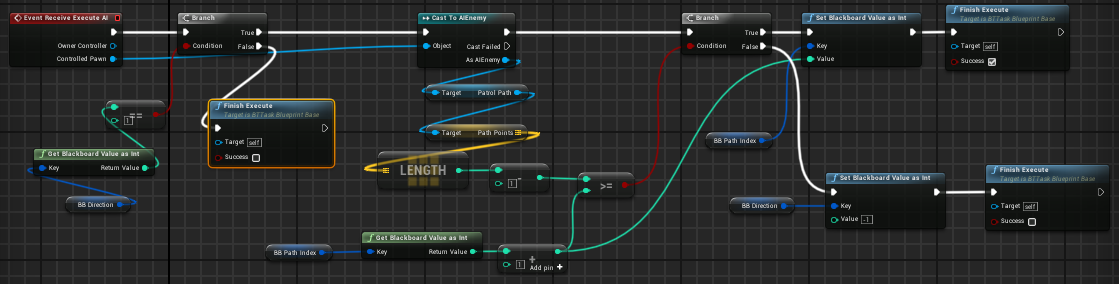 Event Receive Execute AI
Owner Controller
Controlled Pawn
Branch
Condition
True
False
Cast To AIEnemy
Object
Cast Failed
As AIEnemy
Branch
Condition
True
False
Set Blackboard Value as Int
Key
Value
Finish Execute
Target is BTTask Blueprint Base
Target self
Success
Finish Execute
Target is BTTask Blueprint Base
Target self
Success
Target Patrol Path
Target Path Points
==
1
Get Blackboard Value as Int
Key Return Value
BB Direction
LENGTH
1 -
>=
BB Path Index
Get Blackboard Value as Int
Key Return Value
+
1 Add pin +
BB Path Index
BB Direction
Set Blackboard Value as Int
Key
Value -1
Finish Execute
Target is BTTask Blueprint Base
Target self
Success